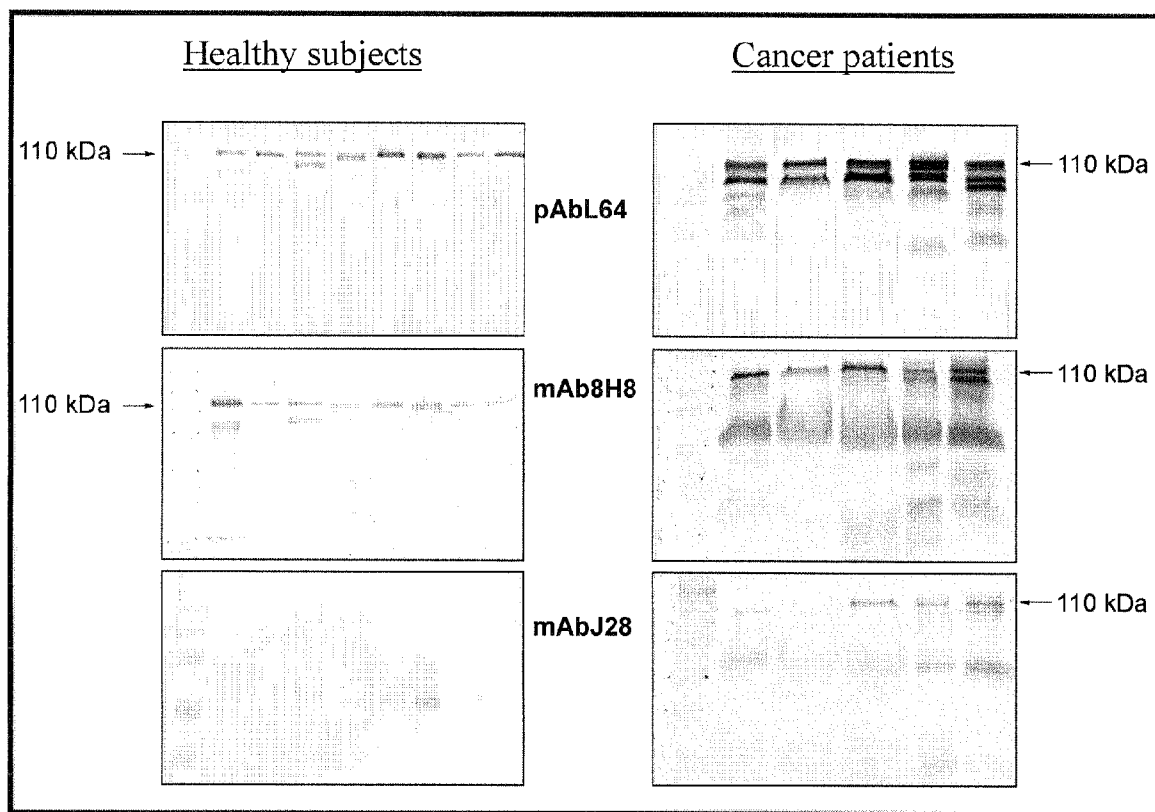 Healthy subjects
Cancer patients
110 kDa
pAbL64
110 kDa
110 kDa
mAb8H8
110 kDa
mAbJ28
110 kDa